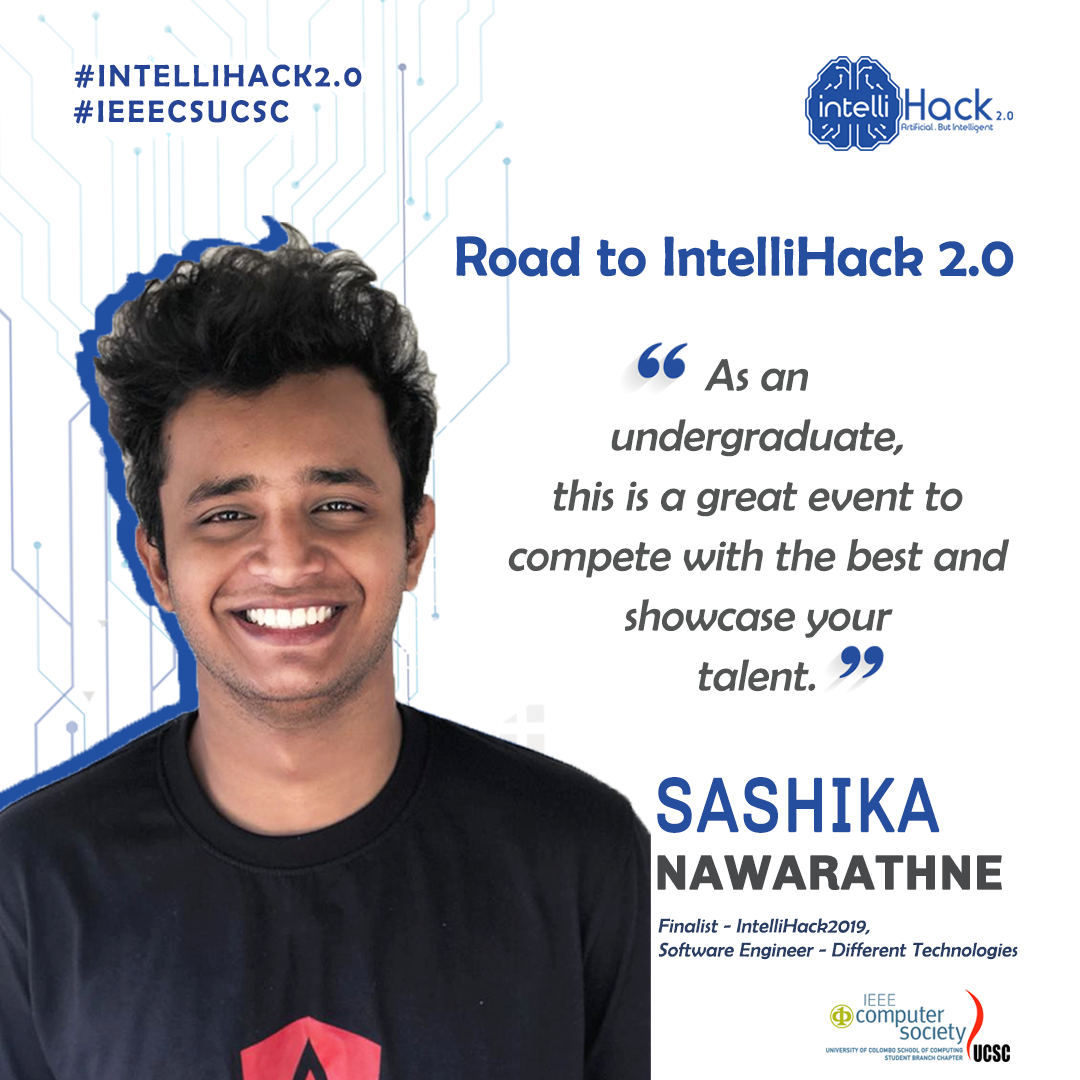 #INTELLIHACK2.0
#IEEECSUCSC
intelli Hack 2.0
Artificial . But Intelligent
Road to IntelliHack 2.0
“ As an
undergraduate,
this is a great event to
compete with the best and
showcase your
talent. ”
SASHIKA
NAWARATHNE
Finalist - IntelliHack2019,
Software Engineer - Different Technologies
IEEE
computer
society
UNIVERSITY OF COLOMBO SCHOOL OF COMPUTING
STUDENT BRANCH CHAPTER
UCSC